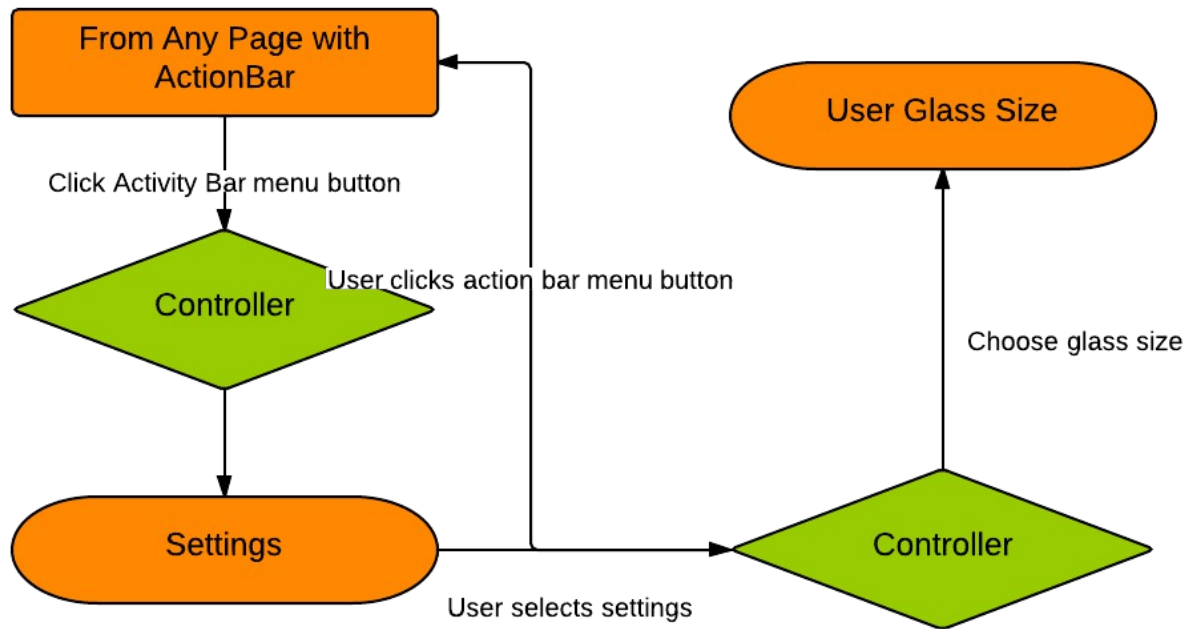 From Any Page with
ActionBar
User Glass Size
Click Activity Bar menu button
User clicks action bar menu button
Controller
Choose glass size
Settings
Controller
User selects settings